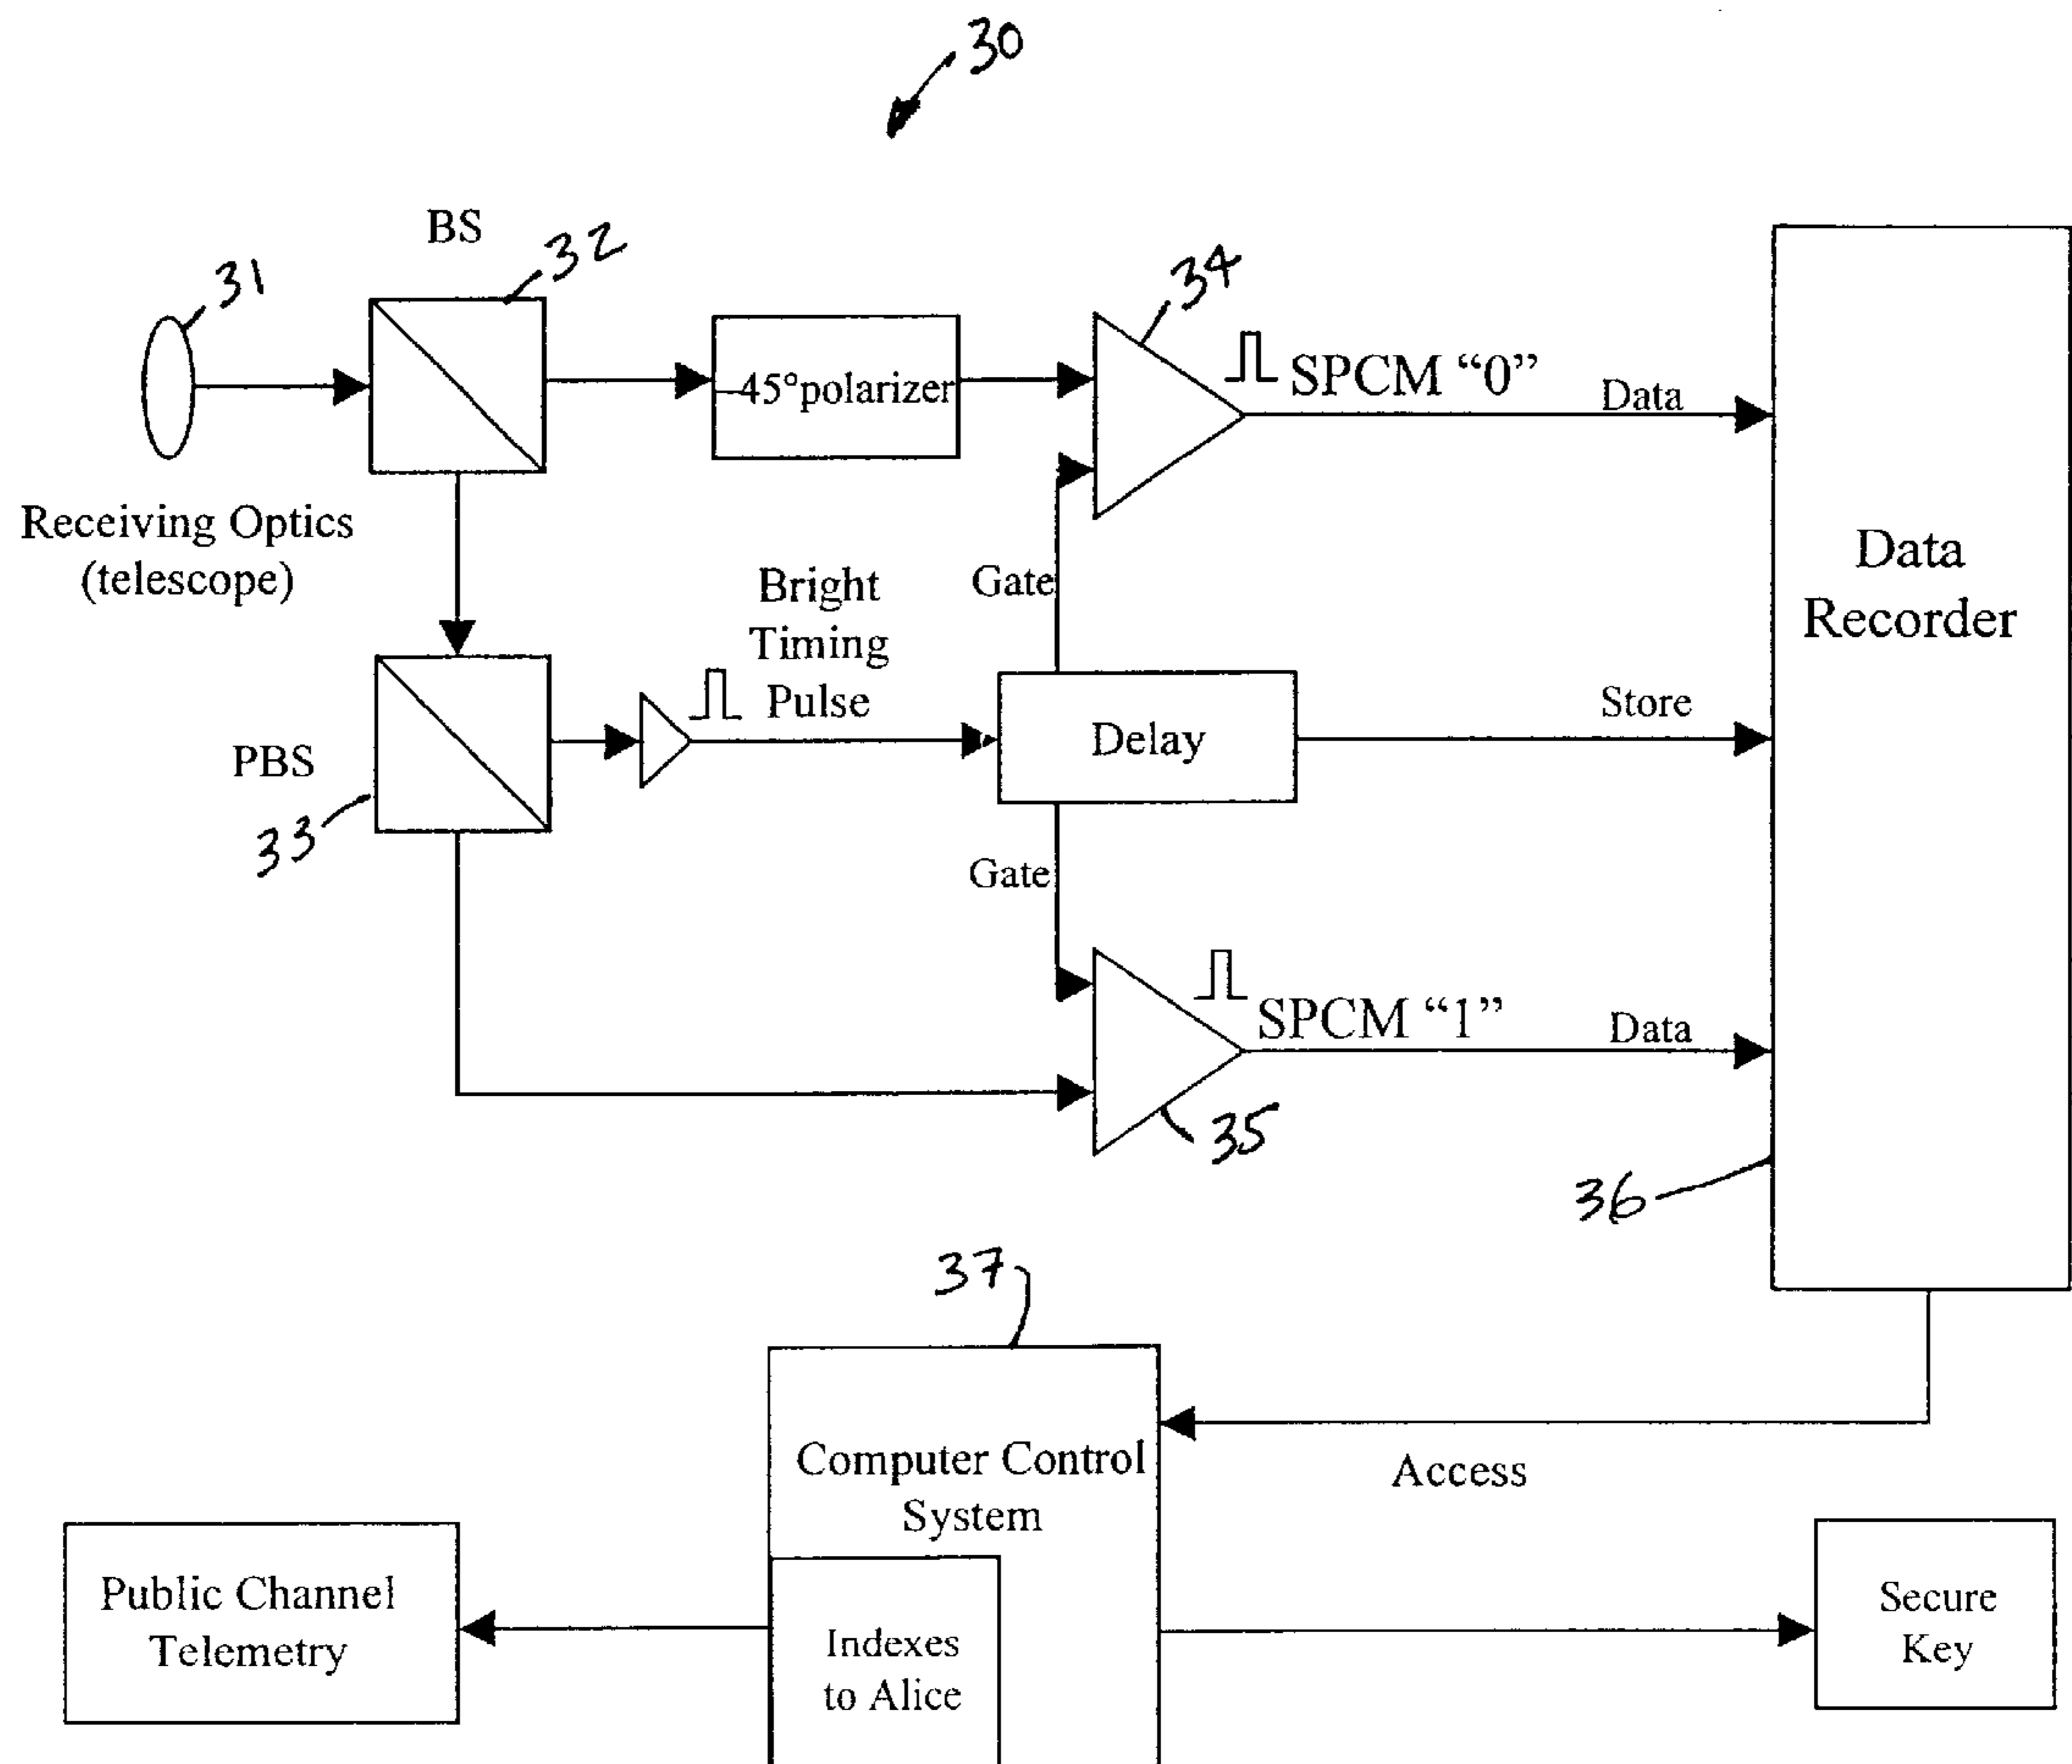 30
BS
32
31
34
-45°polarizer
SPCM “0”
Data
Receiving Optics
(telescope)
Bright
Timing
Pulse
Gate
Data
Recorder
PBS
33
Delay
Store
Gate
SPCM “1”
Data
35
36
37
Computer Control
System
Access
Public Channel
Telemetry
Indexes
to Alice
Secure
Key